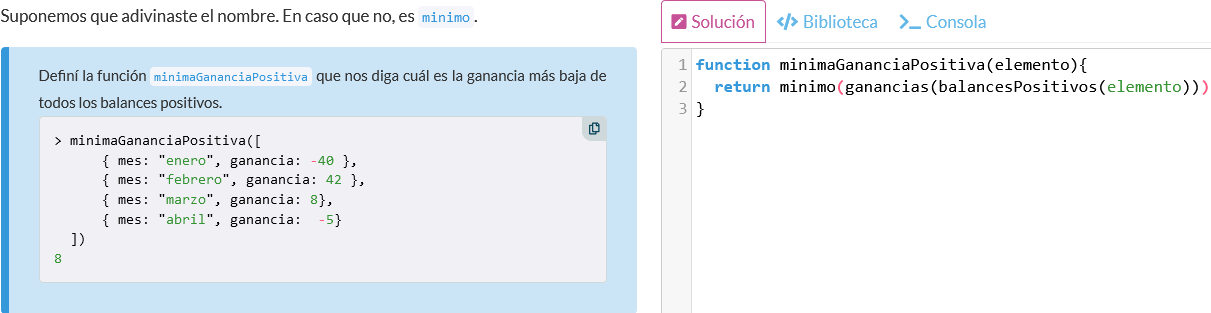 Suponemos que adivinaste el nombre. En caso que no, es minimo.
Definí la función minimaGananciaPositiva que nos diga cuál es la ganancia más baja de
todos los balances positivos.
> minimaGananciaPositiva([
{ mes: "enero", ganancia: -40 },
{ mes: "febrero", ganancia: 42 },
{ mes: "marzo", ganancia: 8},
{ mes: "abril", ganancia:  -5}
])
8
Solución </> Biblioteca >_ Consola
1 function minimaGananciaPositiva(elemento){
2 return minimo(ganancias(balancesPositivos(elemento)))
3 }